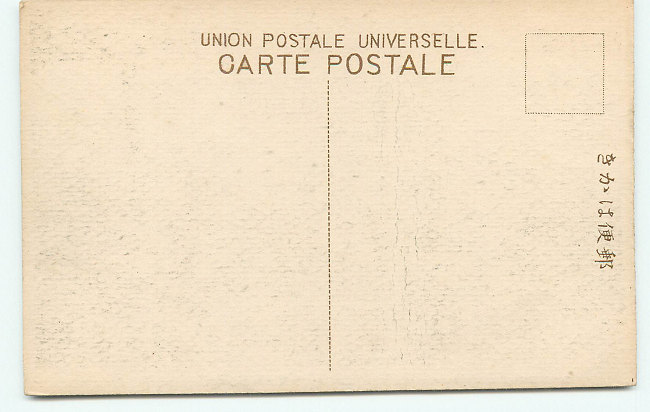 UNION POSTALE UNIVERSELLE.
CARTE POSTALE
きかは便郵